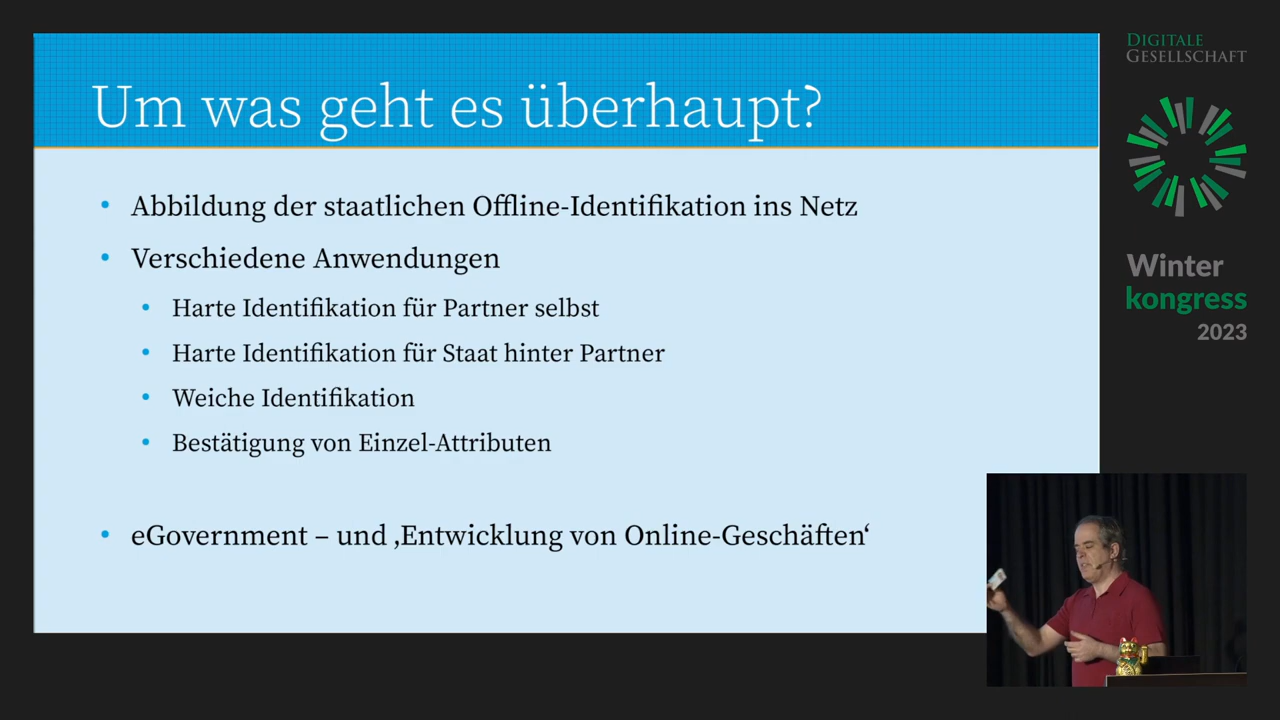 Um was geht es überhaupt?
• Abbildung der staatlichen Offline-Identifikation ins Netz
• Verschiedene Anwendungen
• Harte Identifikation für Partner selbst
• Harte Identifikation für Staat hinter Partner
• Weiche Identifikation
• Bestätigung von Einzel-Attributen
• eGovernment – und ‚Entwicklung von Online-Geschäften‘
DIGITALE
GESELLSCHAFT
Winter
kongress
2023